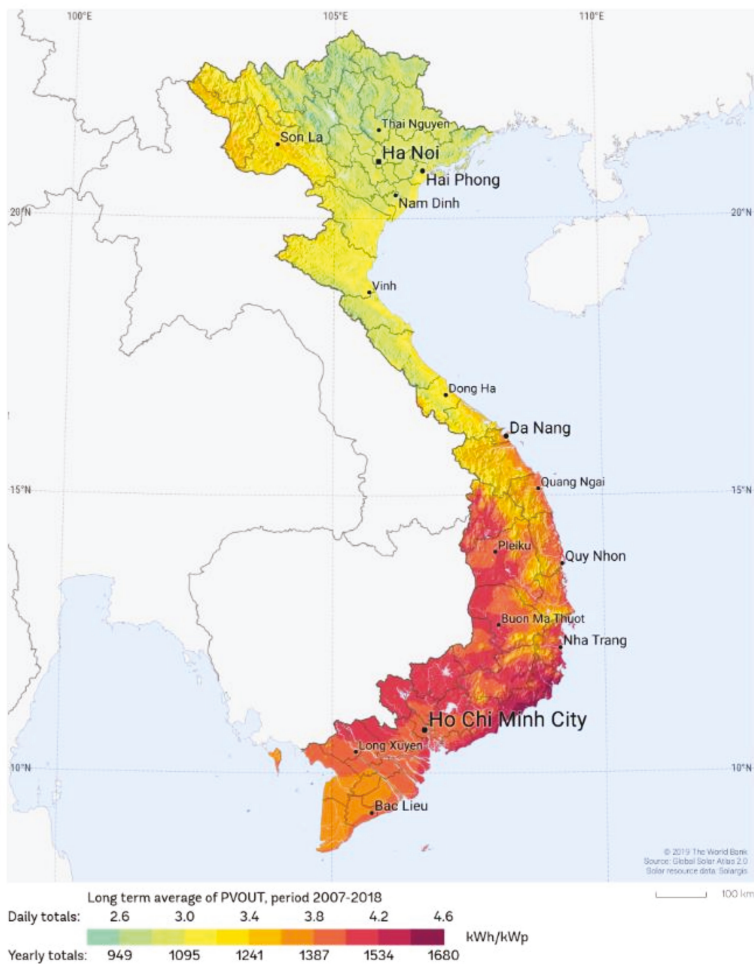 100°E 105°E 110°E
Thai Nguyen
Son La
Ha Noi
Hai Phong
Nam Dinh
20°N 20°N
Vinh
Dong Ha
Da Nang
15°N Quang Ngai 15°N
Pleiku
Quy Nhon
Buon Ma Thuot
Nha Trang
Ho Chi Minh City
Long Xuyen
10°N 10°N
Bac Lieu
© 2019 The World Bank
Source: Global Solar Atlas 2.0
Solar resource data: Solargis
100 km
Long term average of PVOUT, period 2007-2018
Daily totals: 2.6 3.0 3.4 3.8 4.2 4.6
kWh/kWp
Yearly totals: 949 1095 1241 1387 1534 1680